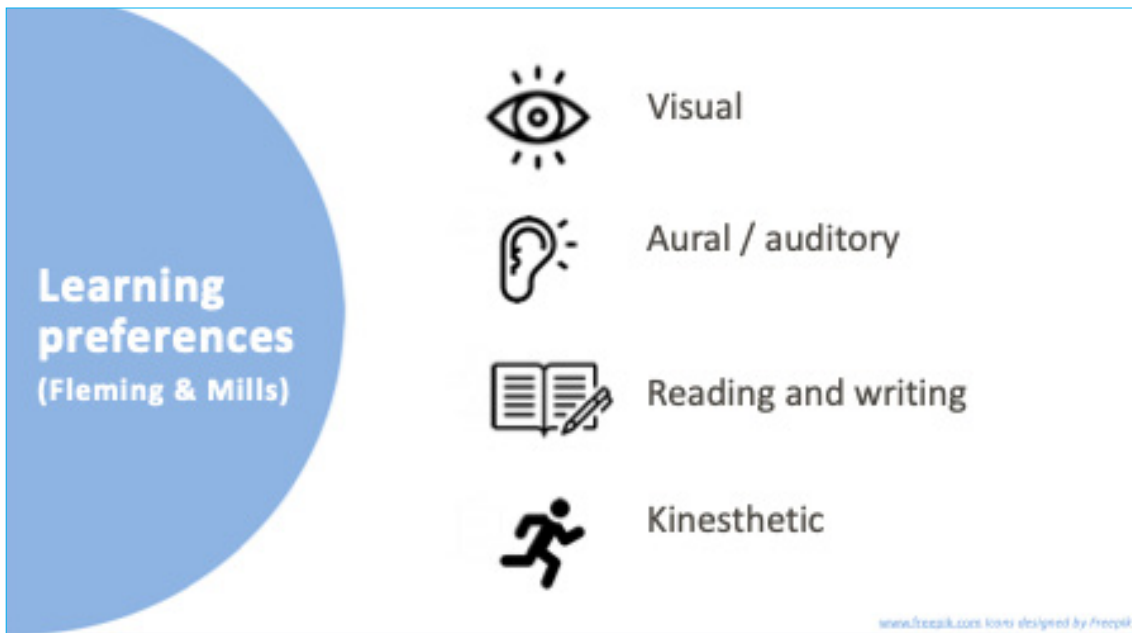 Learning
preferences
(Fleming & Mills)
Visual
Aural / auditory
Reading and writing
Kinesthetic
www.freepik.com Icons designed by Freepik